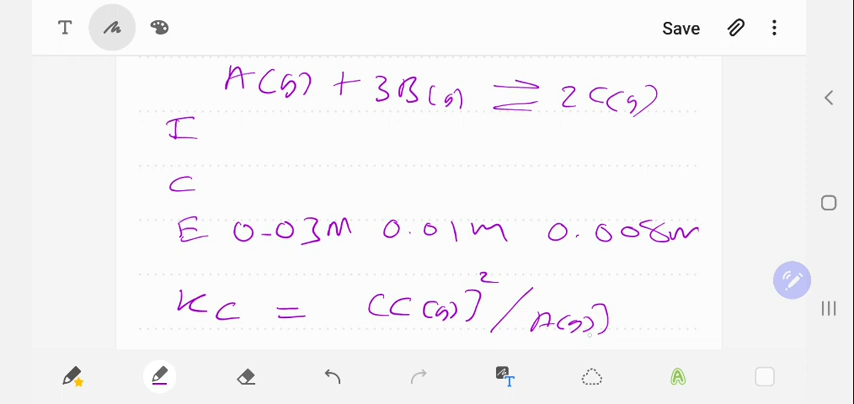 T Save
A(g) + 3B(g) ⇌ 2C(g)
I
C
E 0.03M 0.01M 0.008M
KC = [C(g)]²/A(g)]
T
A